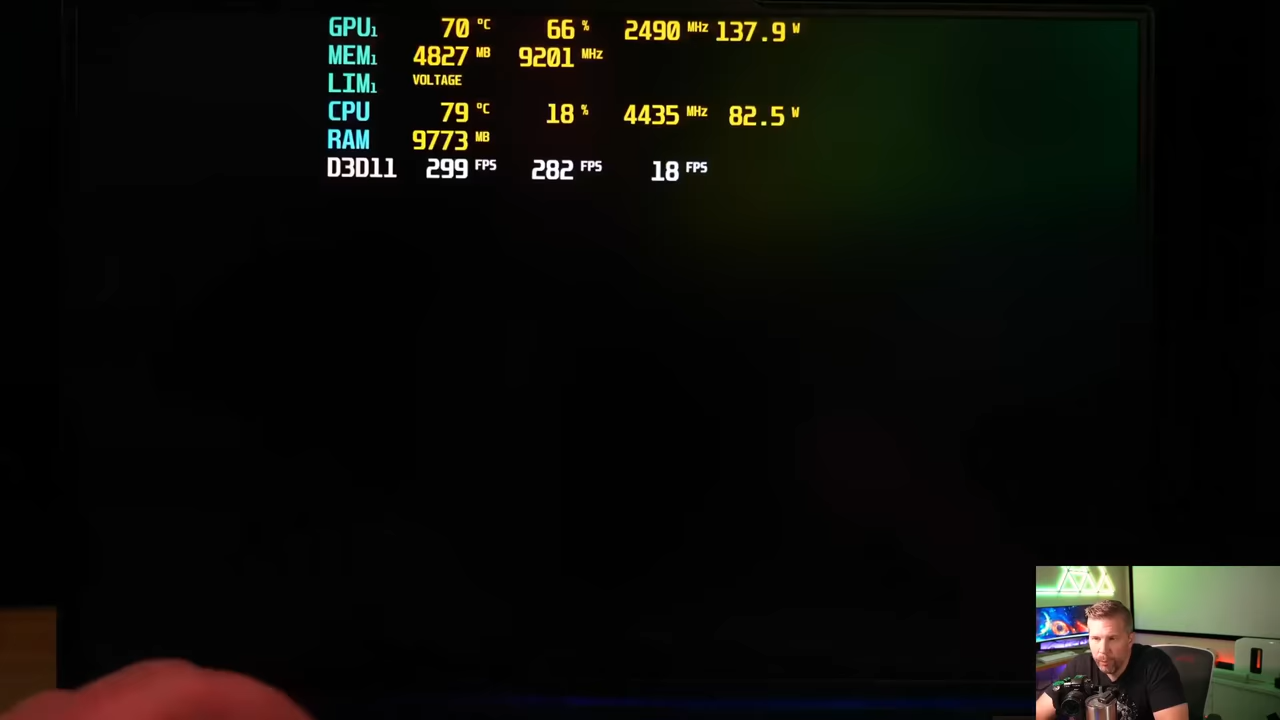 GPU1 70 °C 66 % 2490 MHz 137.9 W
MEM1 4827 MB 9201 MHz
LIM1 VOLTAGE
CPU 79 °C 18 % 4435 MHz 82.5 W
RAM 9773 MB
D3D11 299 FPS 282 FPS 18 FPS